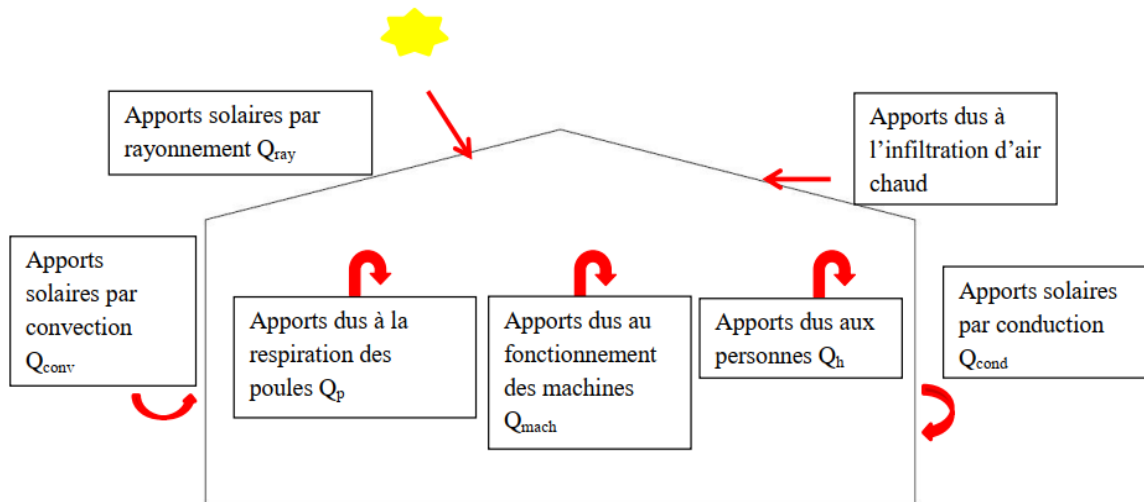 Apports solaires par
rayonnement Qray
Apports dus à
l'infiltration d'air
chaud
Apports
solaires par
convection
Qconv
Apports dus à la
respiration des
poules Qp
Apports dus au
fonctionnement
des machines
Qmach
Apports dus aux
personnes Qh
Apports solaires
par conduction
Qcond